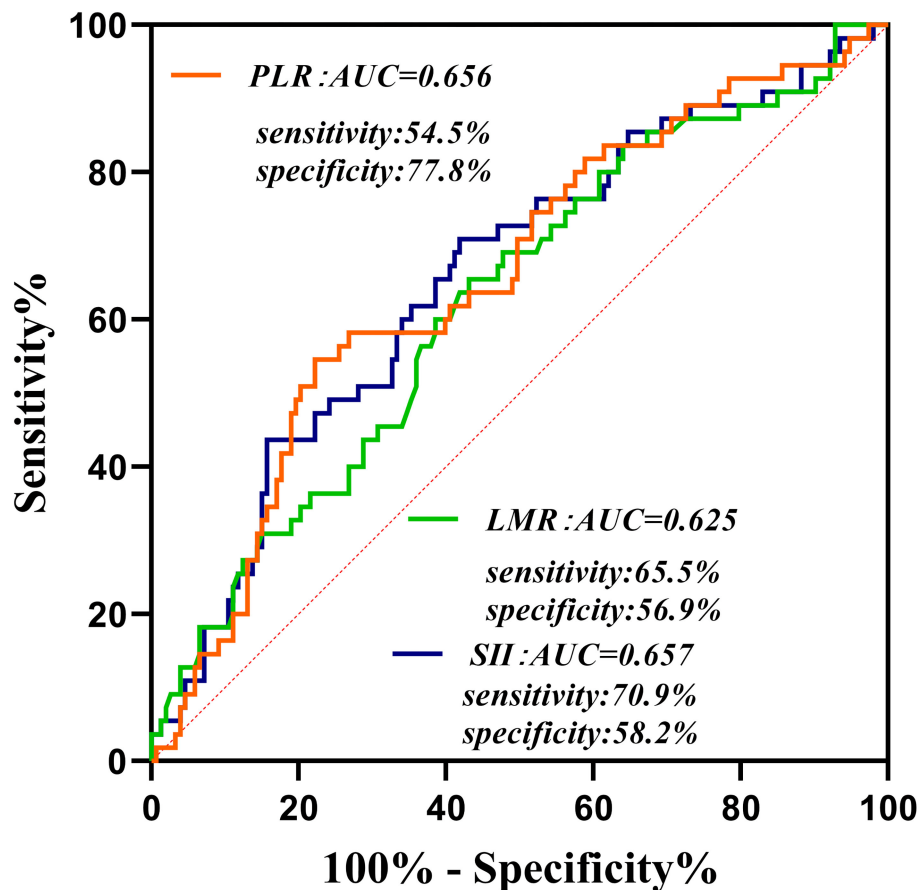 100
80
60
40
20
0
Sensitivity%
PLR:AUC=0.656
sensitivity:54.5%
specificity:77.8%
LMR:AUC=0.625
sensitivity:65.5%
specificity:56.9%
SII:AUC=0.657
sensitivity:70.9%
specificity:58.2%
0 20 40 60 80 100
100% - Specificity%